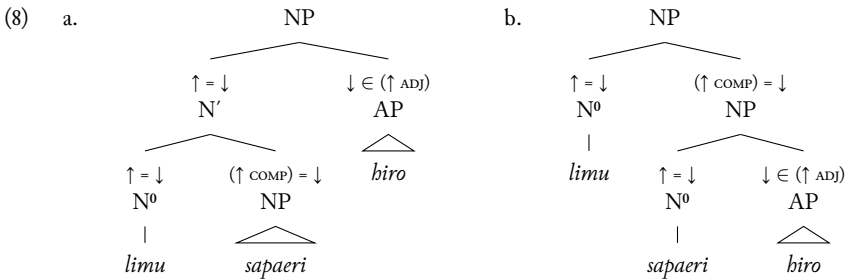 (8) a. NP b. NP
↑ = ↓ ↓ ∈ (↑ ADJ) ↑ = ↓ (↑ COMP) = ↓
N′ AP N⁰ NP
↑ = ↓ (↑ COMP) = ↓ hiro limu ↑ = ↓ ↓ ∈ (↑ ADJ)
N⁰ NP N⁰ AP
limu sapaeri sapaeri hiro